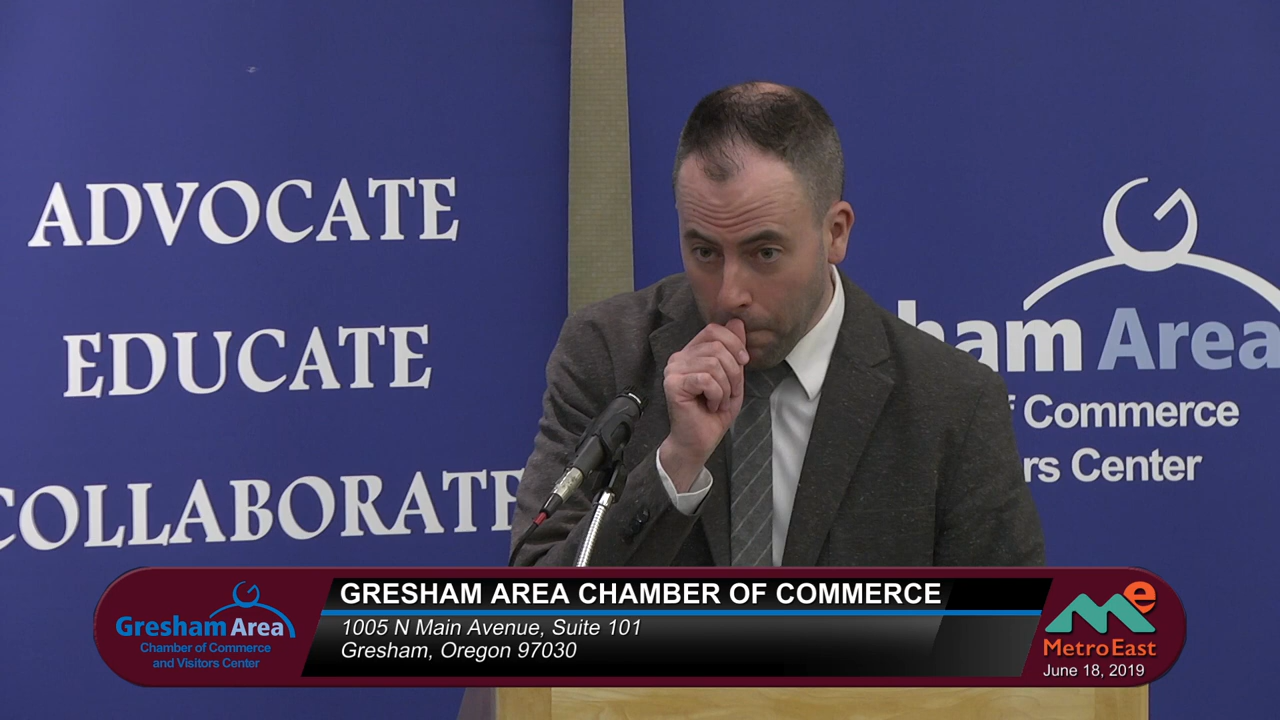 ADVOCATE
EDUCATE
COLLABORATE
ham Area
f Commerce
rs Center
Gresham Area
Chamber of Commerce
and Visitors Center
GRESHAM AREA CHAMBER OF COMMERCE
1005 N Main Avenue, Suite 101
Gresham, Oregon 97030
me
MetroEast
June 18, 2019